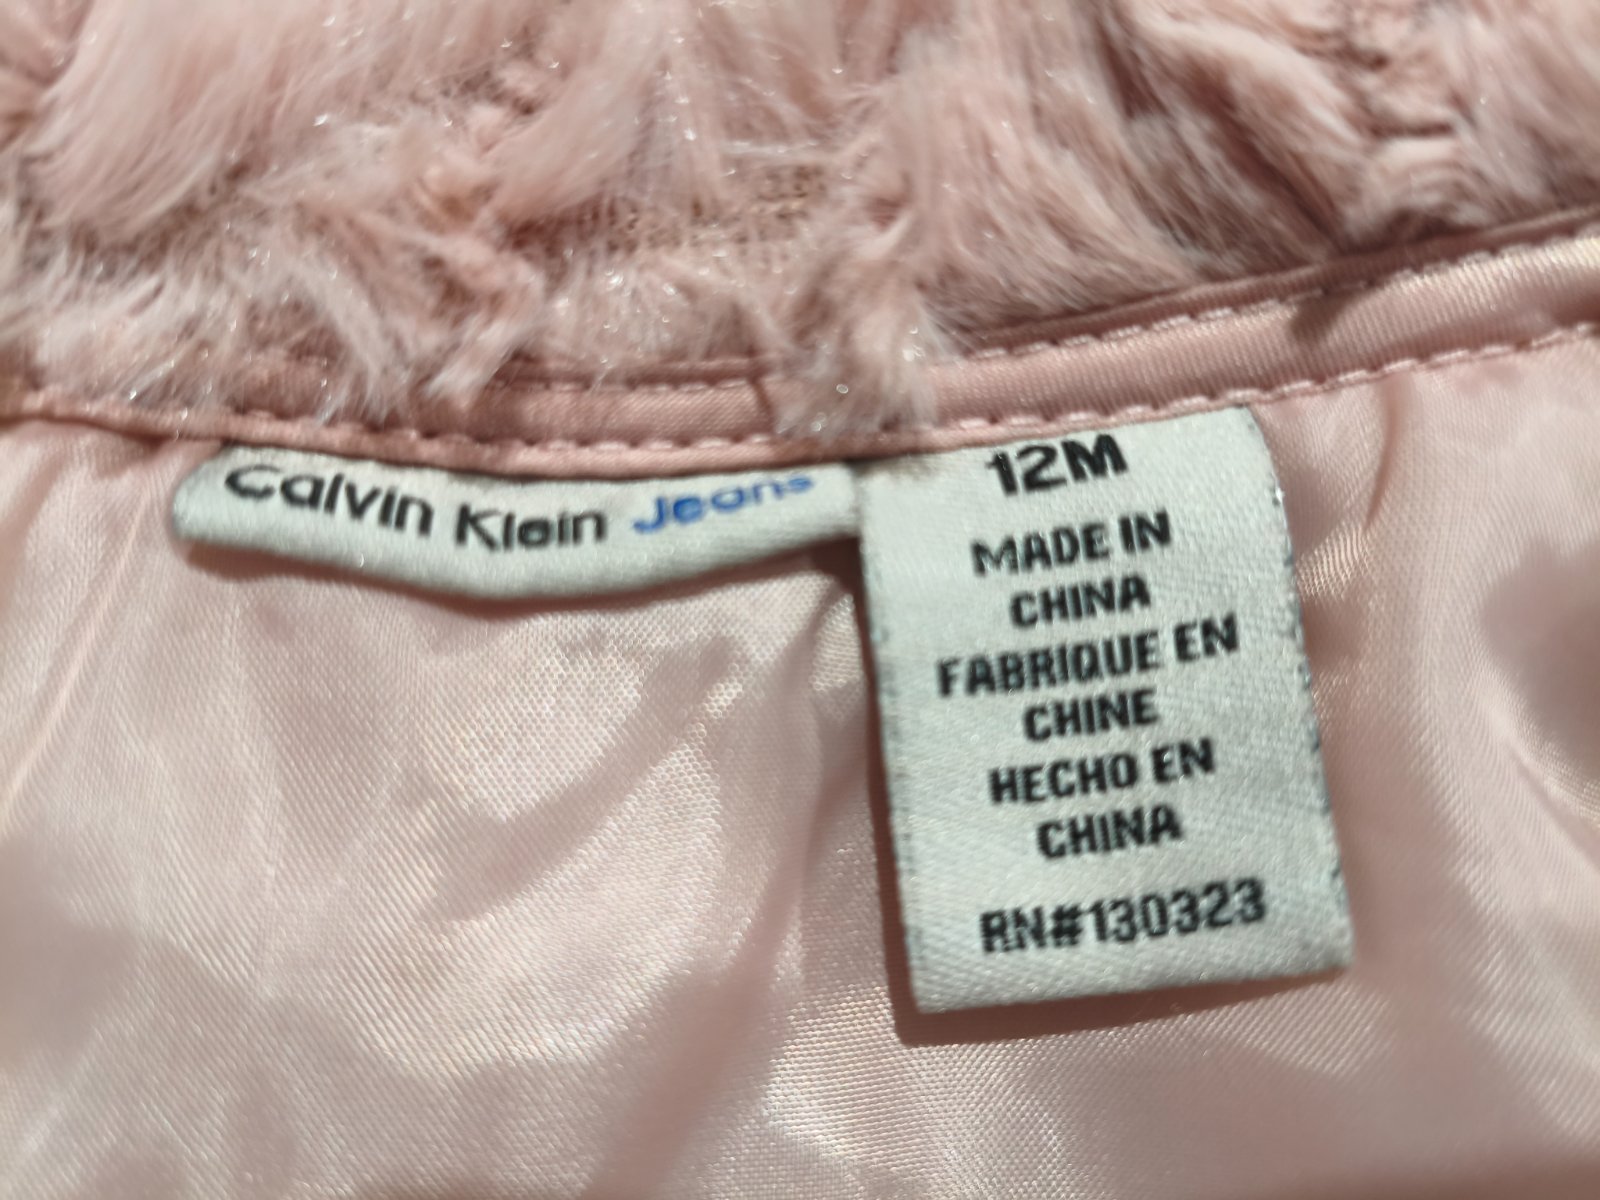 Calvin Klein Jeans
12M
MADE IN
CHINA
FABRIQUE EN
CHINE
HECHO EN
CHINA
RN#130323